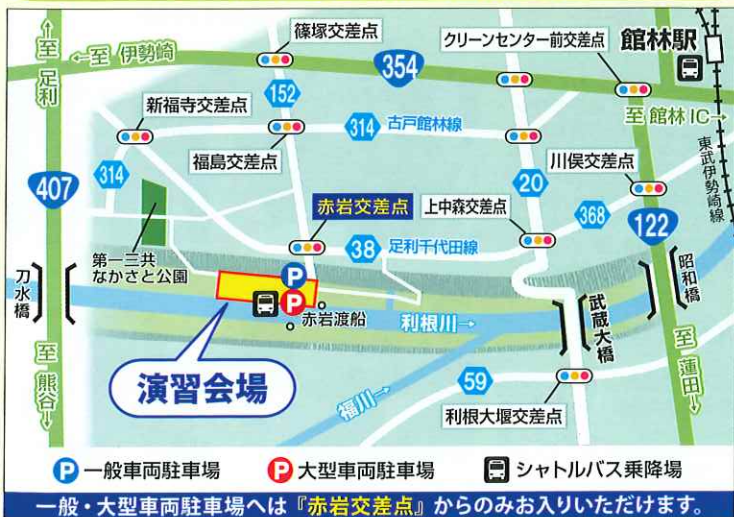 篠塚交差点
クリーンセンター前交差点
館林駅
至 足利
←至 伊勢崎
354
152
新福寺交差点
314
古戸館林線
福島交差点
至 館林 IC→
東武伊勢崎線
川俣交差点
407
314
20
赤岩交差点
上中森交差点
368
122
38
足利千代田線
第一三共
なかさと公園
刀水橋
昭和橋
P
P
赤岩渡船
利根川
武蔵大橋
演習会場
福川
59
利根大堰交差点
至 熊谷
至 蓮田
P 一般車両駐車場
P 大型車両駐車場
シャトルバス乗降場
一般・大型車両駐車場へは『赤岩交差点』からのみお入りいただけます。